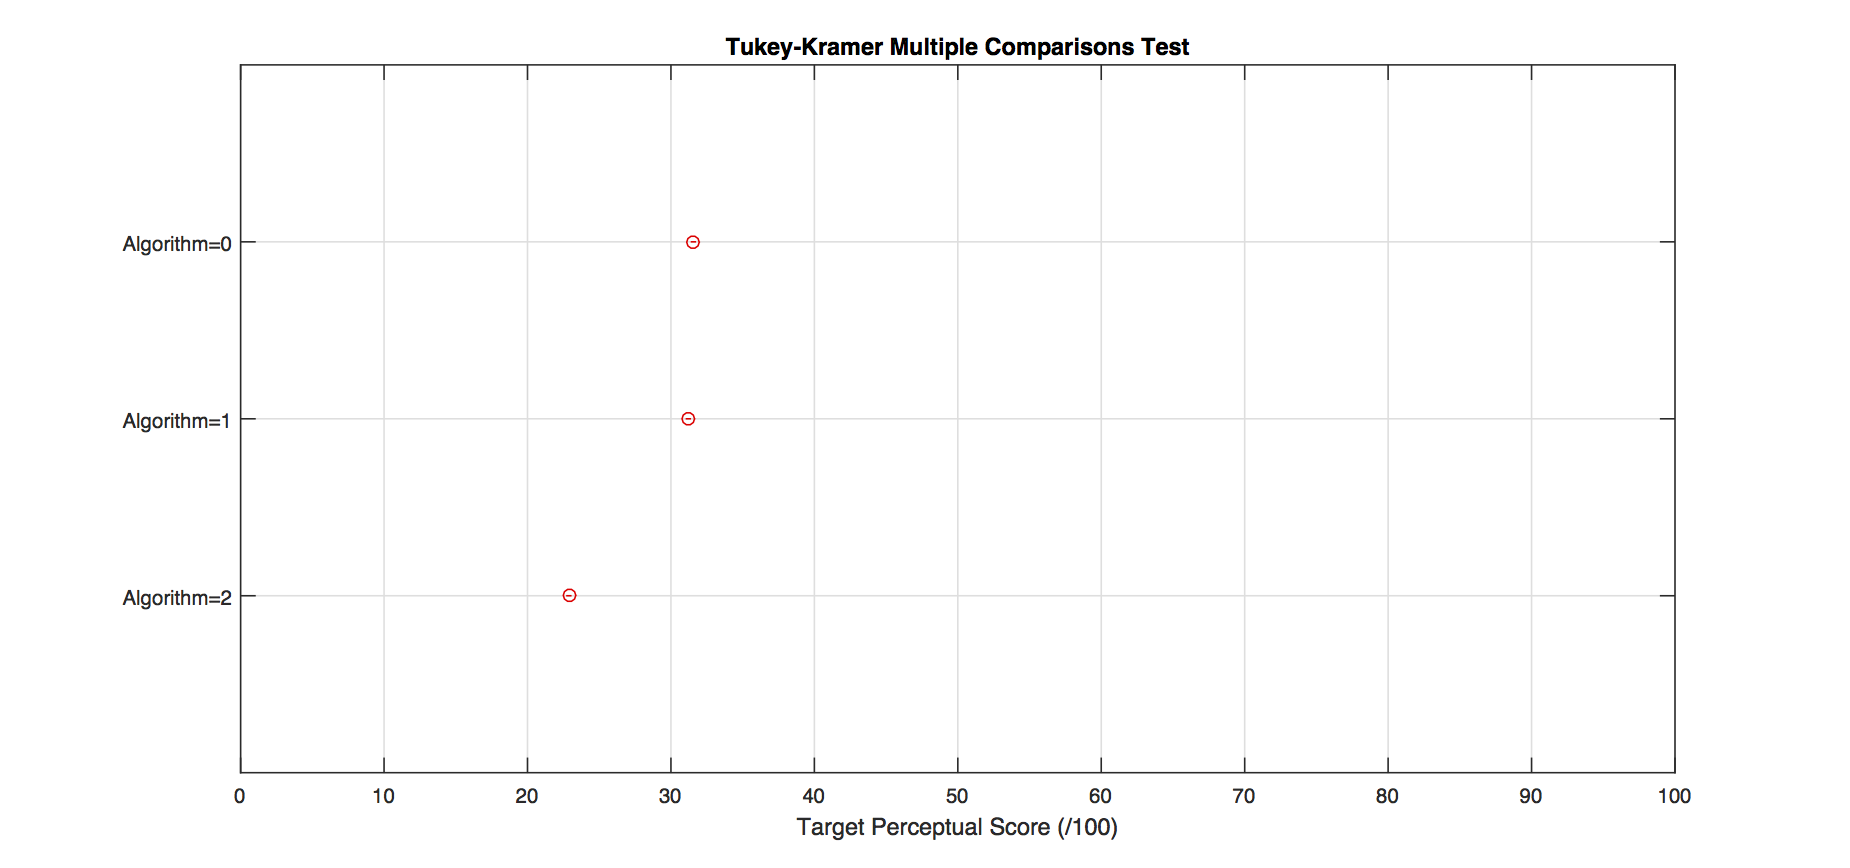 Tukey-Kramer Multiple Comparisons Test
Algorithm=0
Algorithm=1
Algorithm=2
0 10 20 30 40 50 60 70 80 90 100
Target Perceptual Score (/100)